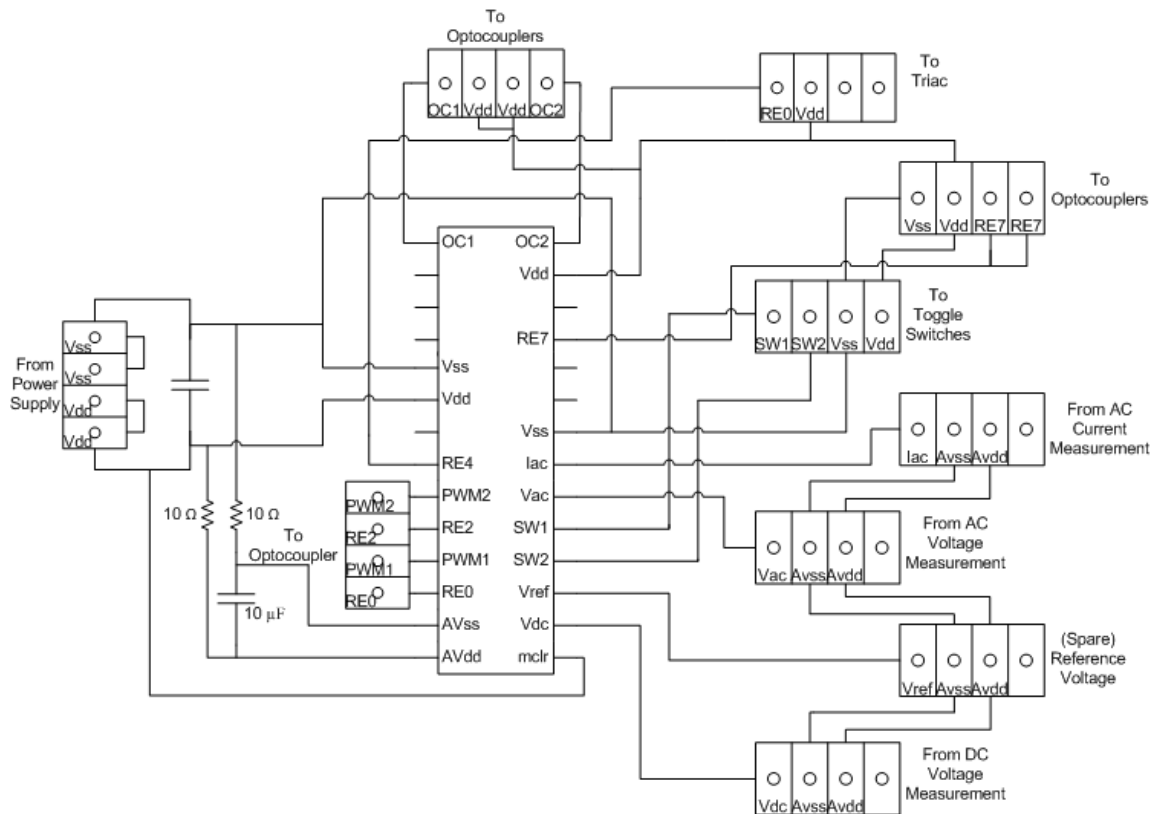 To
Optocouplers
OC1 Vdd Vdd OC2
To
Triac
RE0 Vdd
To
Optocouplers
Vss Vdd RE7 RE7
To
Toggle
Switches
SW1 SW2 Vss Vdd
From
Power
Supply
Vss
Vss
Vdd
Vdd
OC1 OC2
Vdd
RE7
Vss
Vdd
Vss
RE4 Iac
PWM2 Vac
RE2 SW1
PWM1 SW2
RE0 Vref
AVss Vdc
AVdd mclr
PWM2
RE2
PWM1
RE0
10 Ω
10 Ω
To
Optocoupler
10 µF
From AC
Current
Measurement
Iac Avss Avdd
From AC
Voltage
Measurement
Vac Avss Avdd
(Spare)
Reference
Voltage
Vref Avss Avdd
From DC
Voltage
Measurement
Vdc Avss Avdd